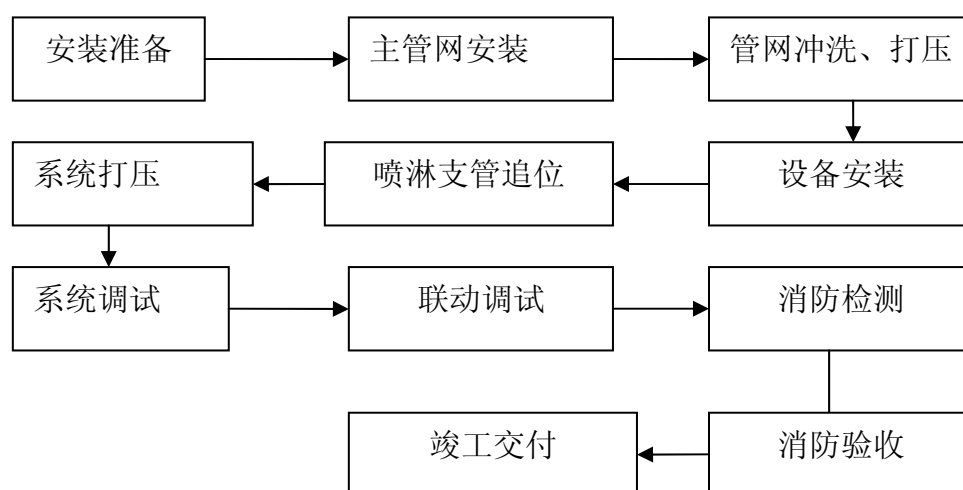 安装准备
主管网安装
管网冲洗、打压
系统打压
喷淋支管追位
设备安装
系统调试
联动调试
消防检测
竣工交付
消防验收